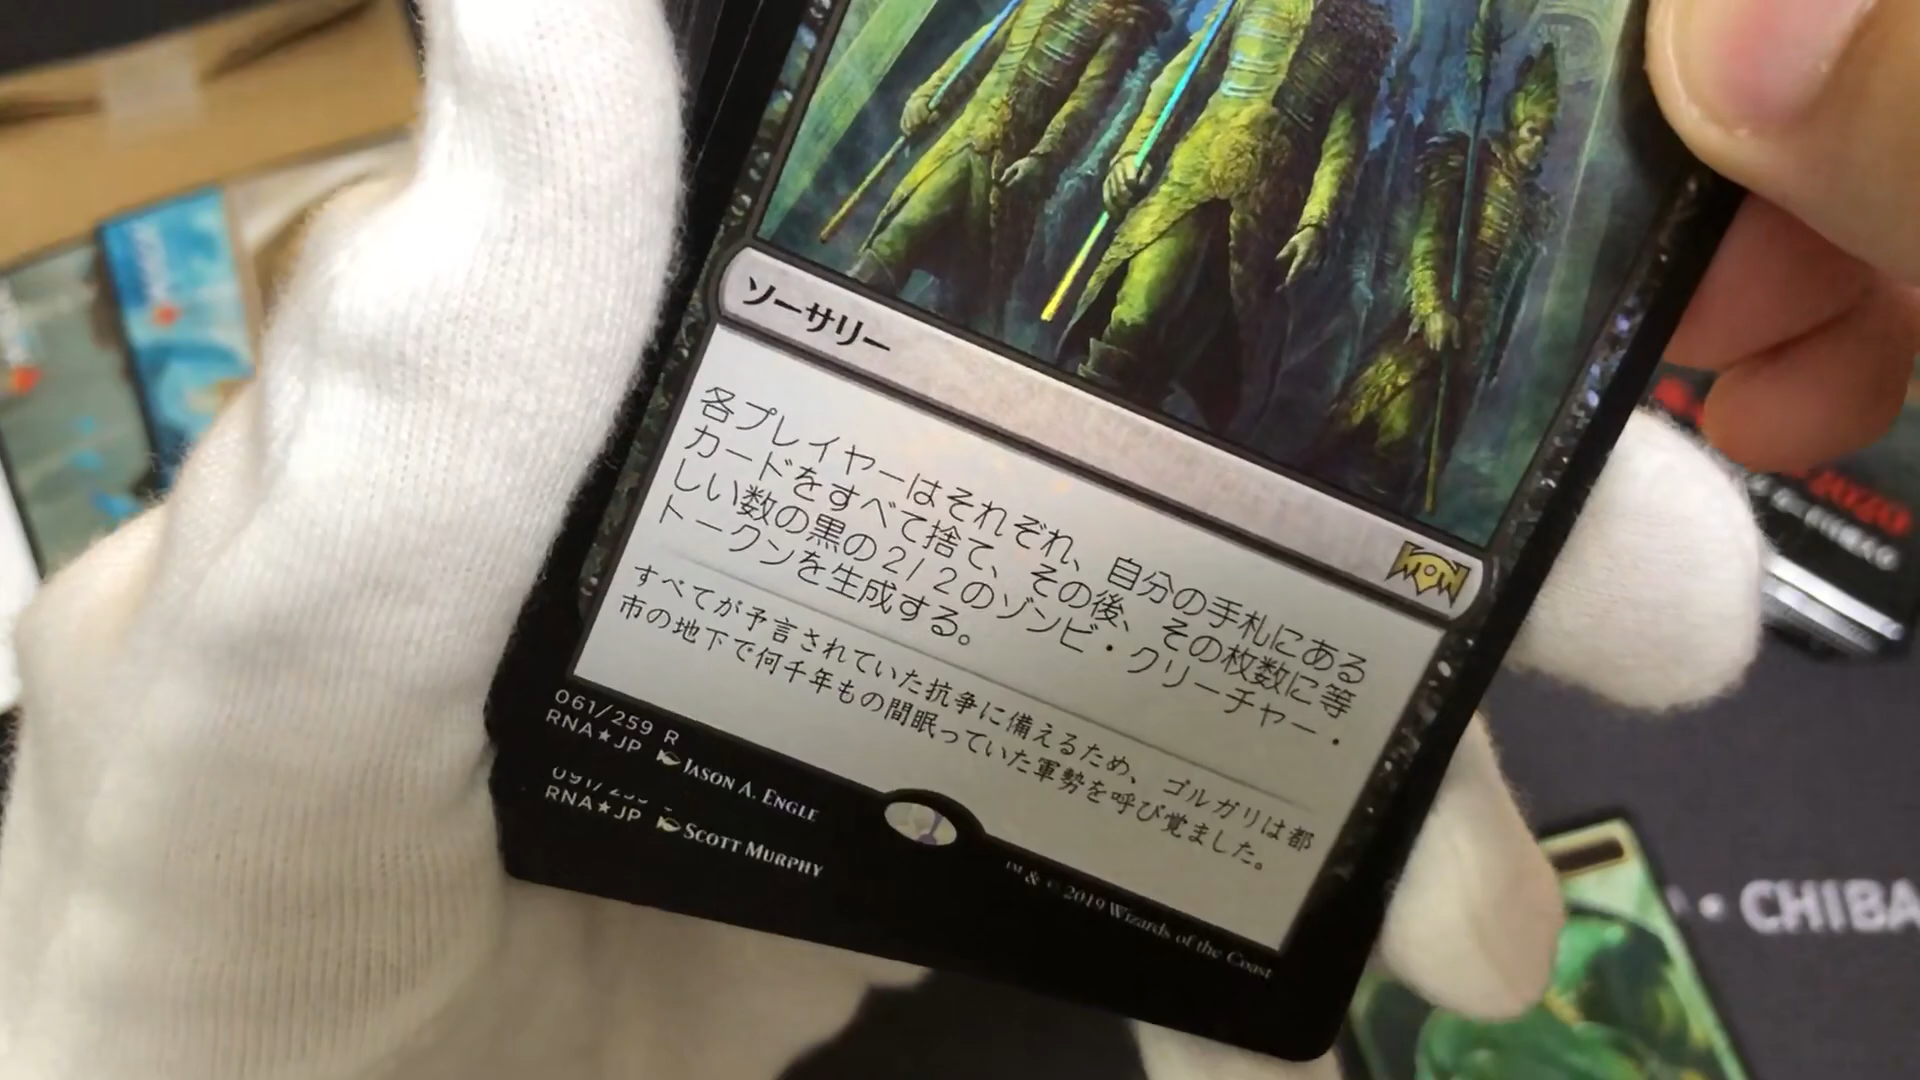 ソーサリー
各プレイヤーはそれぞれ、自分の手札にある
カードをすべて捨て、その後、その枚数に等
しい数の黒の2/2のゾンビ・クリーチャー・
トークンを生成する。
すべてが予言されていた抗争に備えるため、ゴルガリは都
市の地下で何千年もの間眠っていた軍勢を呼び覚ました。
061/259 R
RNA★JP JASON A. ENGLE
™ & © 2019 Wizards of the Coast
RNA★JP SCOTT MURPHY
• CHIBA